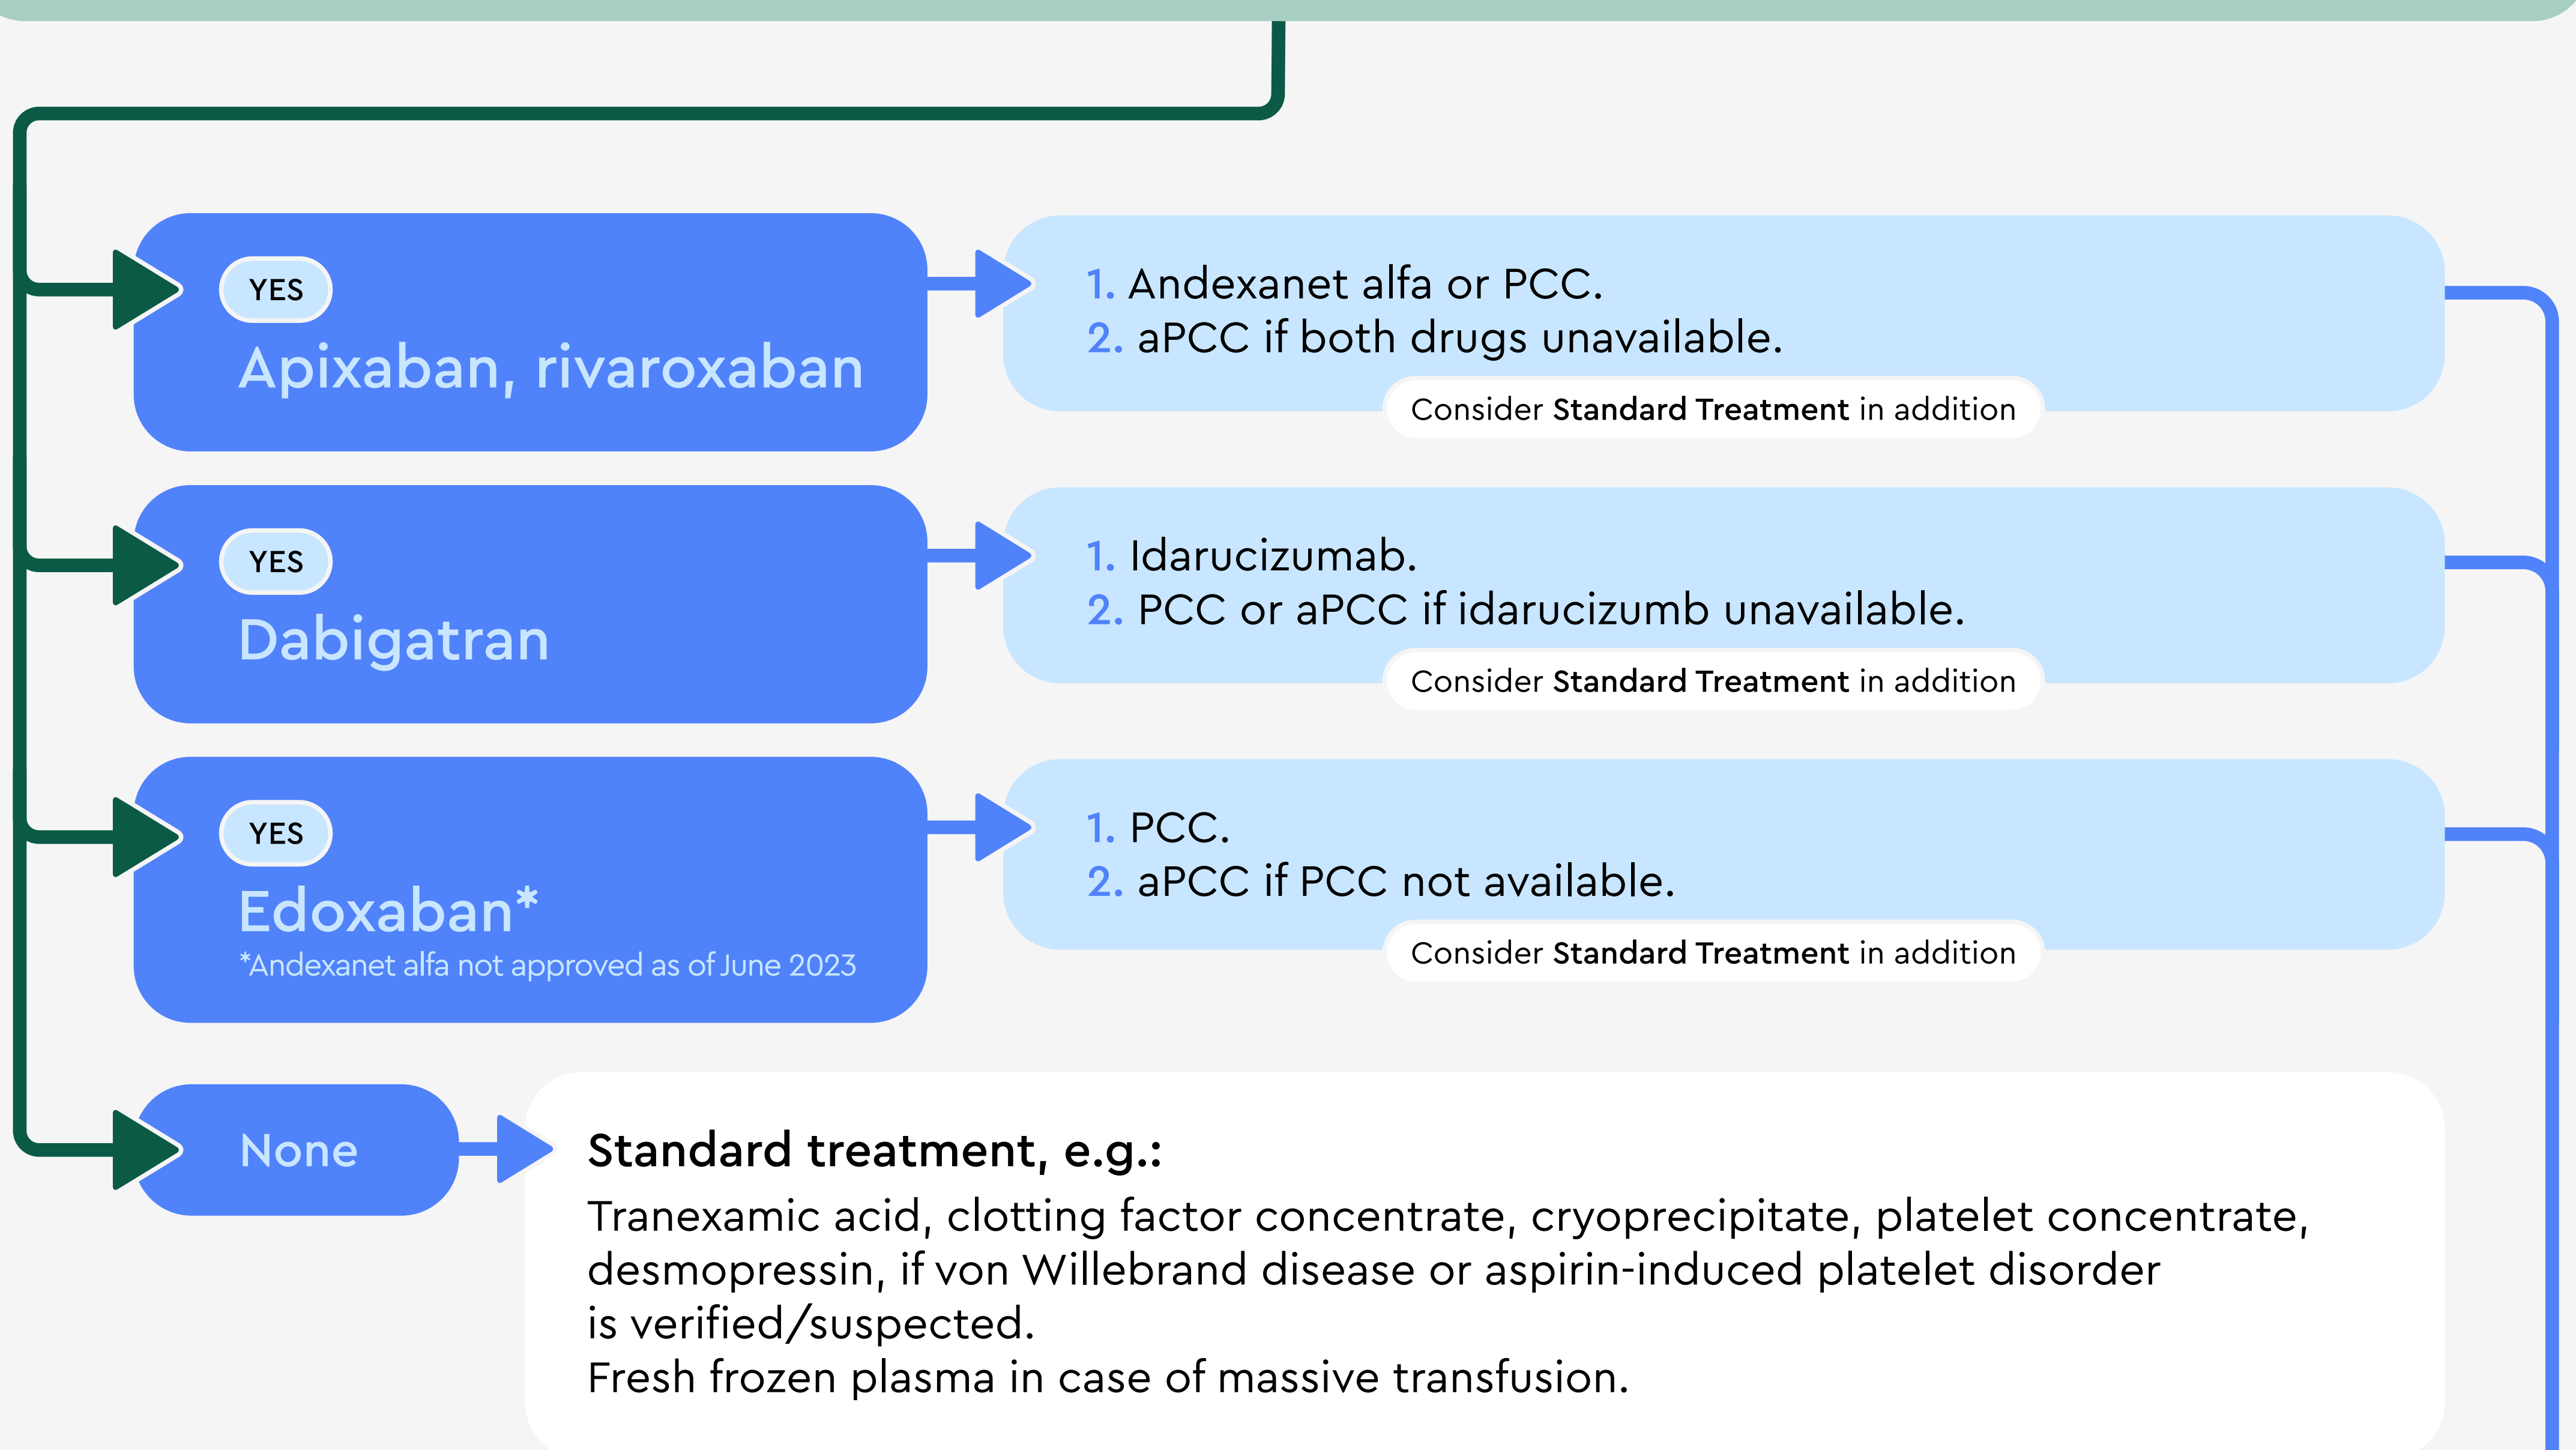 YES
Apixaban, rivaroxaban
1. Andexanet alfa or PCC.
2. aPCC if both drugs unavailable.
Consider Standard Treatment in addition
YES
Dabigatran
1. Idarucizumab.
2. PCC or aPCC if idarucizumb unavailable.
Consider Standard Treatment in addition
YES
Edoxaban*
*Andexanet alfa not approved as of June 2023
1. PCC.
2. aPCC if PCC not available.
Consider Standard Treatment in addition
None
Standard treatment, e.g.:
Tranexamic acid, clotting factor concentrate, cryoprecipitate, platelet concentrate,
desmopressin, if von Willebrand disease or aspirin-induced platelet disorder
is verified/suspected.
Fresh frozen plasma in case of massive transfusion.